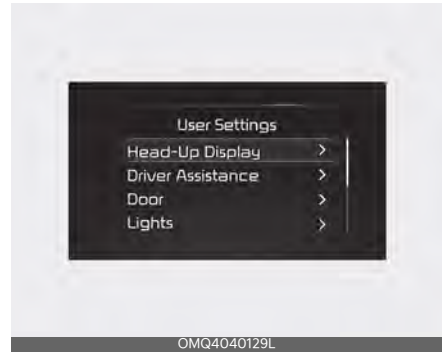 User Settings
Head-Up Display >
Driver Assistance >
Door >
Lights >
OMQ4040129L